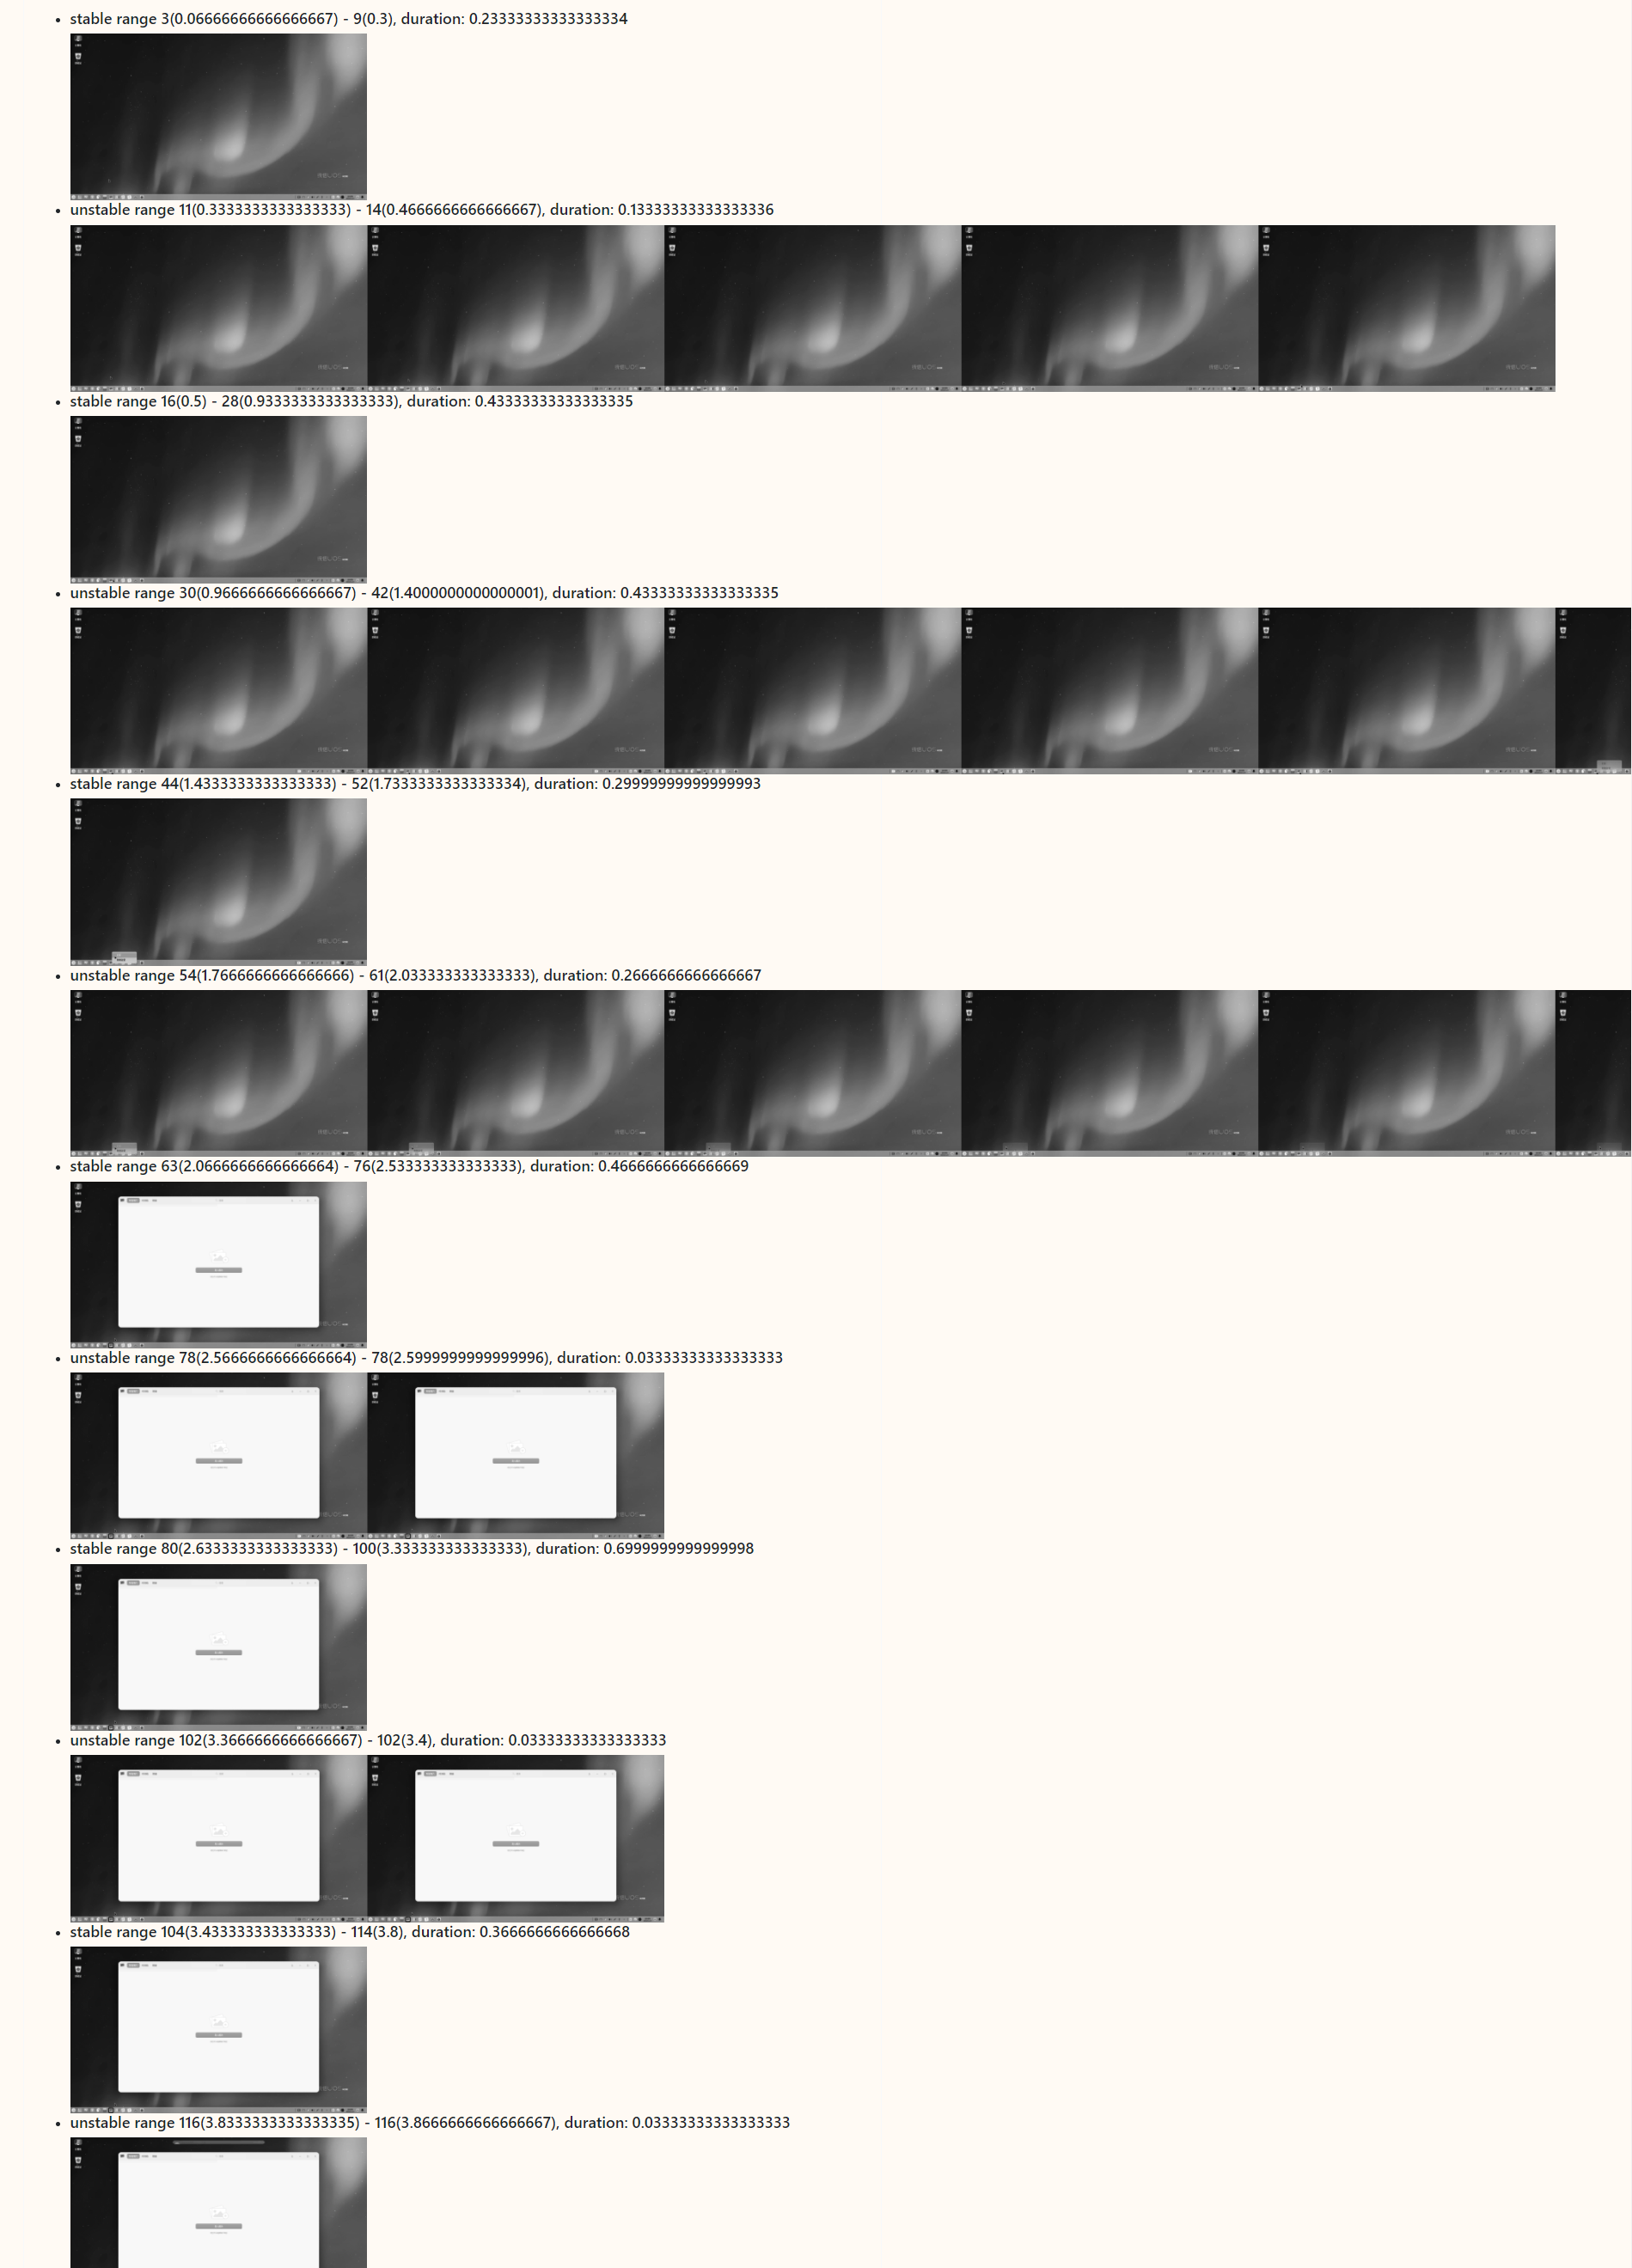 stable range 3(0.06666666666666667) - 9(0.3), duration: 0.23333333333333334
unstable range 11(0.3333333333333333) - 14(0.4666666666666667), duration: 0.13333333333333336
stable range 16(0.5) - 28(0.9333333333333333), duration: 0.43333333333333335
unstable range 30(0.9666666666666667) - 42(1.4000000000000001), duration: 0.43333333333333335
stable range 44(1.4333333333333333) - 52(1.7333333333333334), duration: 0.29999999999999993
unstable range 54(1.7666666666666666) - 61(2.033333333333333), duration: 0.2666666666666667
stable range 63(2.0666666666666664) - 76(2.533333333333333), duration: 0.4666666666666669
unstable range 78(2.5666666666666664) - 78(2.5999999999999996), duration: 0.03333333333333333
stable range 80(2.6333333333333333) - 100(3.333333333333333), duration: 0.6999999999999998
unstable range 102(3.3666666666666667) - 102(3.4), duration: 0.03333333333333333
stable range 104(3.433333333333333) - 114(3.8), duration: 0.3666666666666668
unstable range 116(3.8333333333333335) - 116(3.8666666666666667), duration: 0.03333333333333333